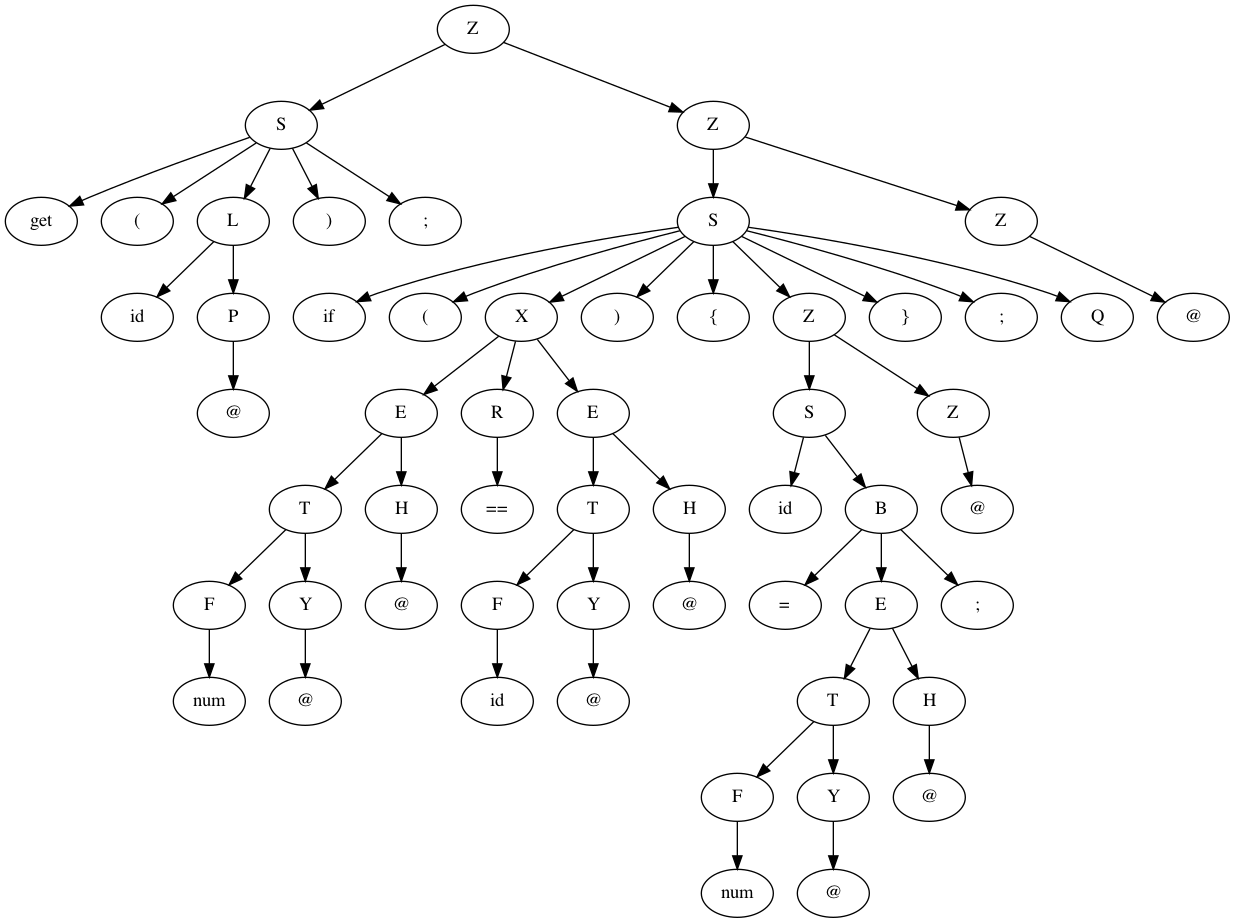 Z
S Z
get ( L ) ; S Z
id P if ( X ) { Z } ; Q @
@ E R E S Z
T H == T H id B @
F Y @ F Y @ = E ;
num @ id @ T H
F Y @
num @